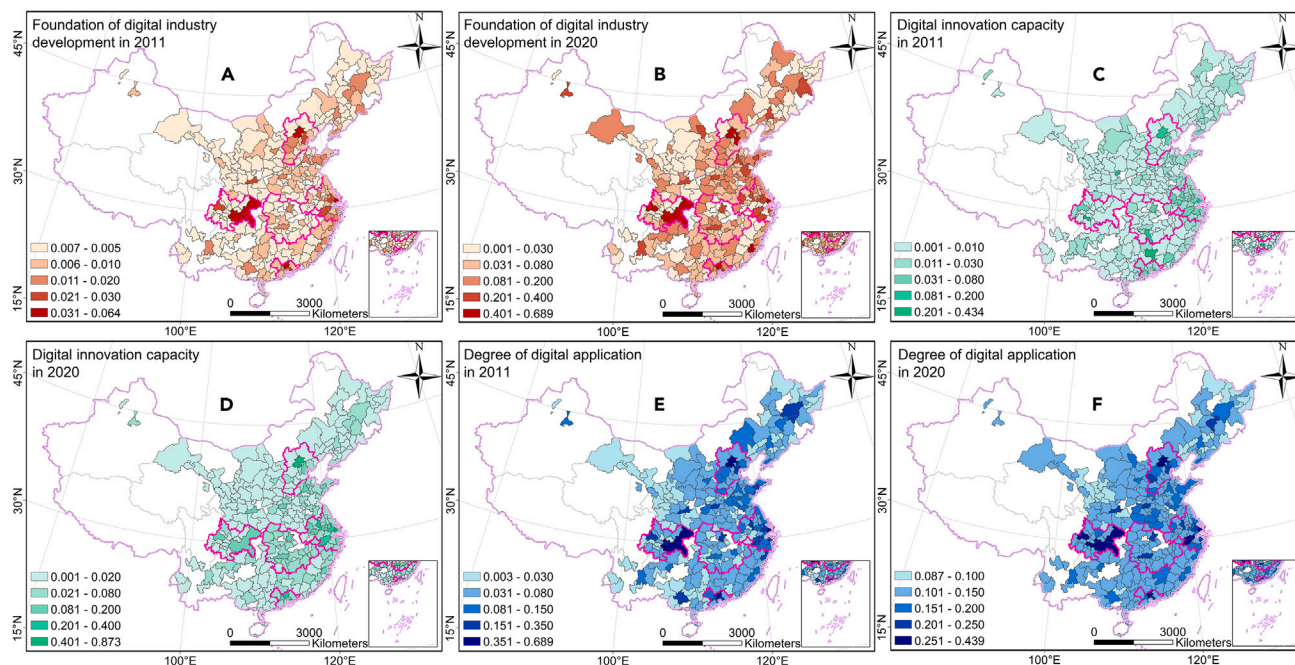 Foundation of digital industry
development in 2011
A
N
45°N
30°N
15°N
0.007 - 0.005
0.006 - 0.010
0.011 - 0.020
0.021 - 0.030
0.031 - 0.064
0 3000
Kilometers
100°E 120°E
Foundation of digital industry
development in 2020
B
N
45°N
30°N
15°N
0.001 - 0.030
0.031 - 0.080
0.081 - 0.200
0.201 - 0.400
0.401 - 0.689
0 3000
Kilometers
100°E 120°E
Digital innovation capacity
in 2011
C
N
45°N
30°N
15°N
0.001 - 0.010
0.011 - 0.030
0.031 - 0.080
0.081 - 0.200
0.201 - 0.434
0 3000
Kilometers
100°E 120°E
Digital innovation capacity
in 2020
D
N
45°N
30°N
15°N
0.001 - 0.020
0.021 - 0.080
0.081 - 0.200
0.201 - 0.400
0.401 - 0.873
0 3000
Kilometers
100°E 120°E
Degree of digital application
in 2011
E
N
45°N
30°N
15°N
0.003 - 0.030
0.031 - 0.080
0.081 - 0.150
0.151 - 0.350
0.351 - 0.689
0 3000
Kilometers
100°E 120°E
Degree of digital application
in 2020
F
N
45°N
30°N
15°N
0.087 - 0.100
0.101 - 0.150
0.151 - 0.200
0.201 - 0.250
0.251 - 0.439
0 3000
Kilometers
100°E 120°E